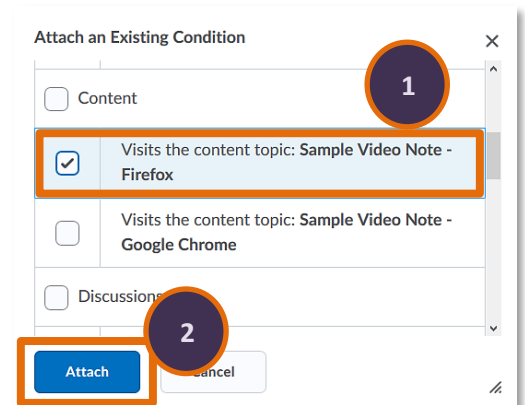 Attach an Existing Condition
1
Content
Visits the content topic: Sample Video Note -
Firefox
Visits the content topic: Sample Video Note -
Google Chrome
Discussions
2
Attach
Cancel